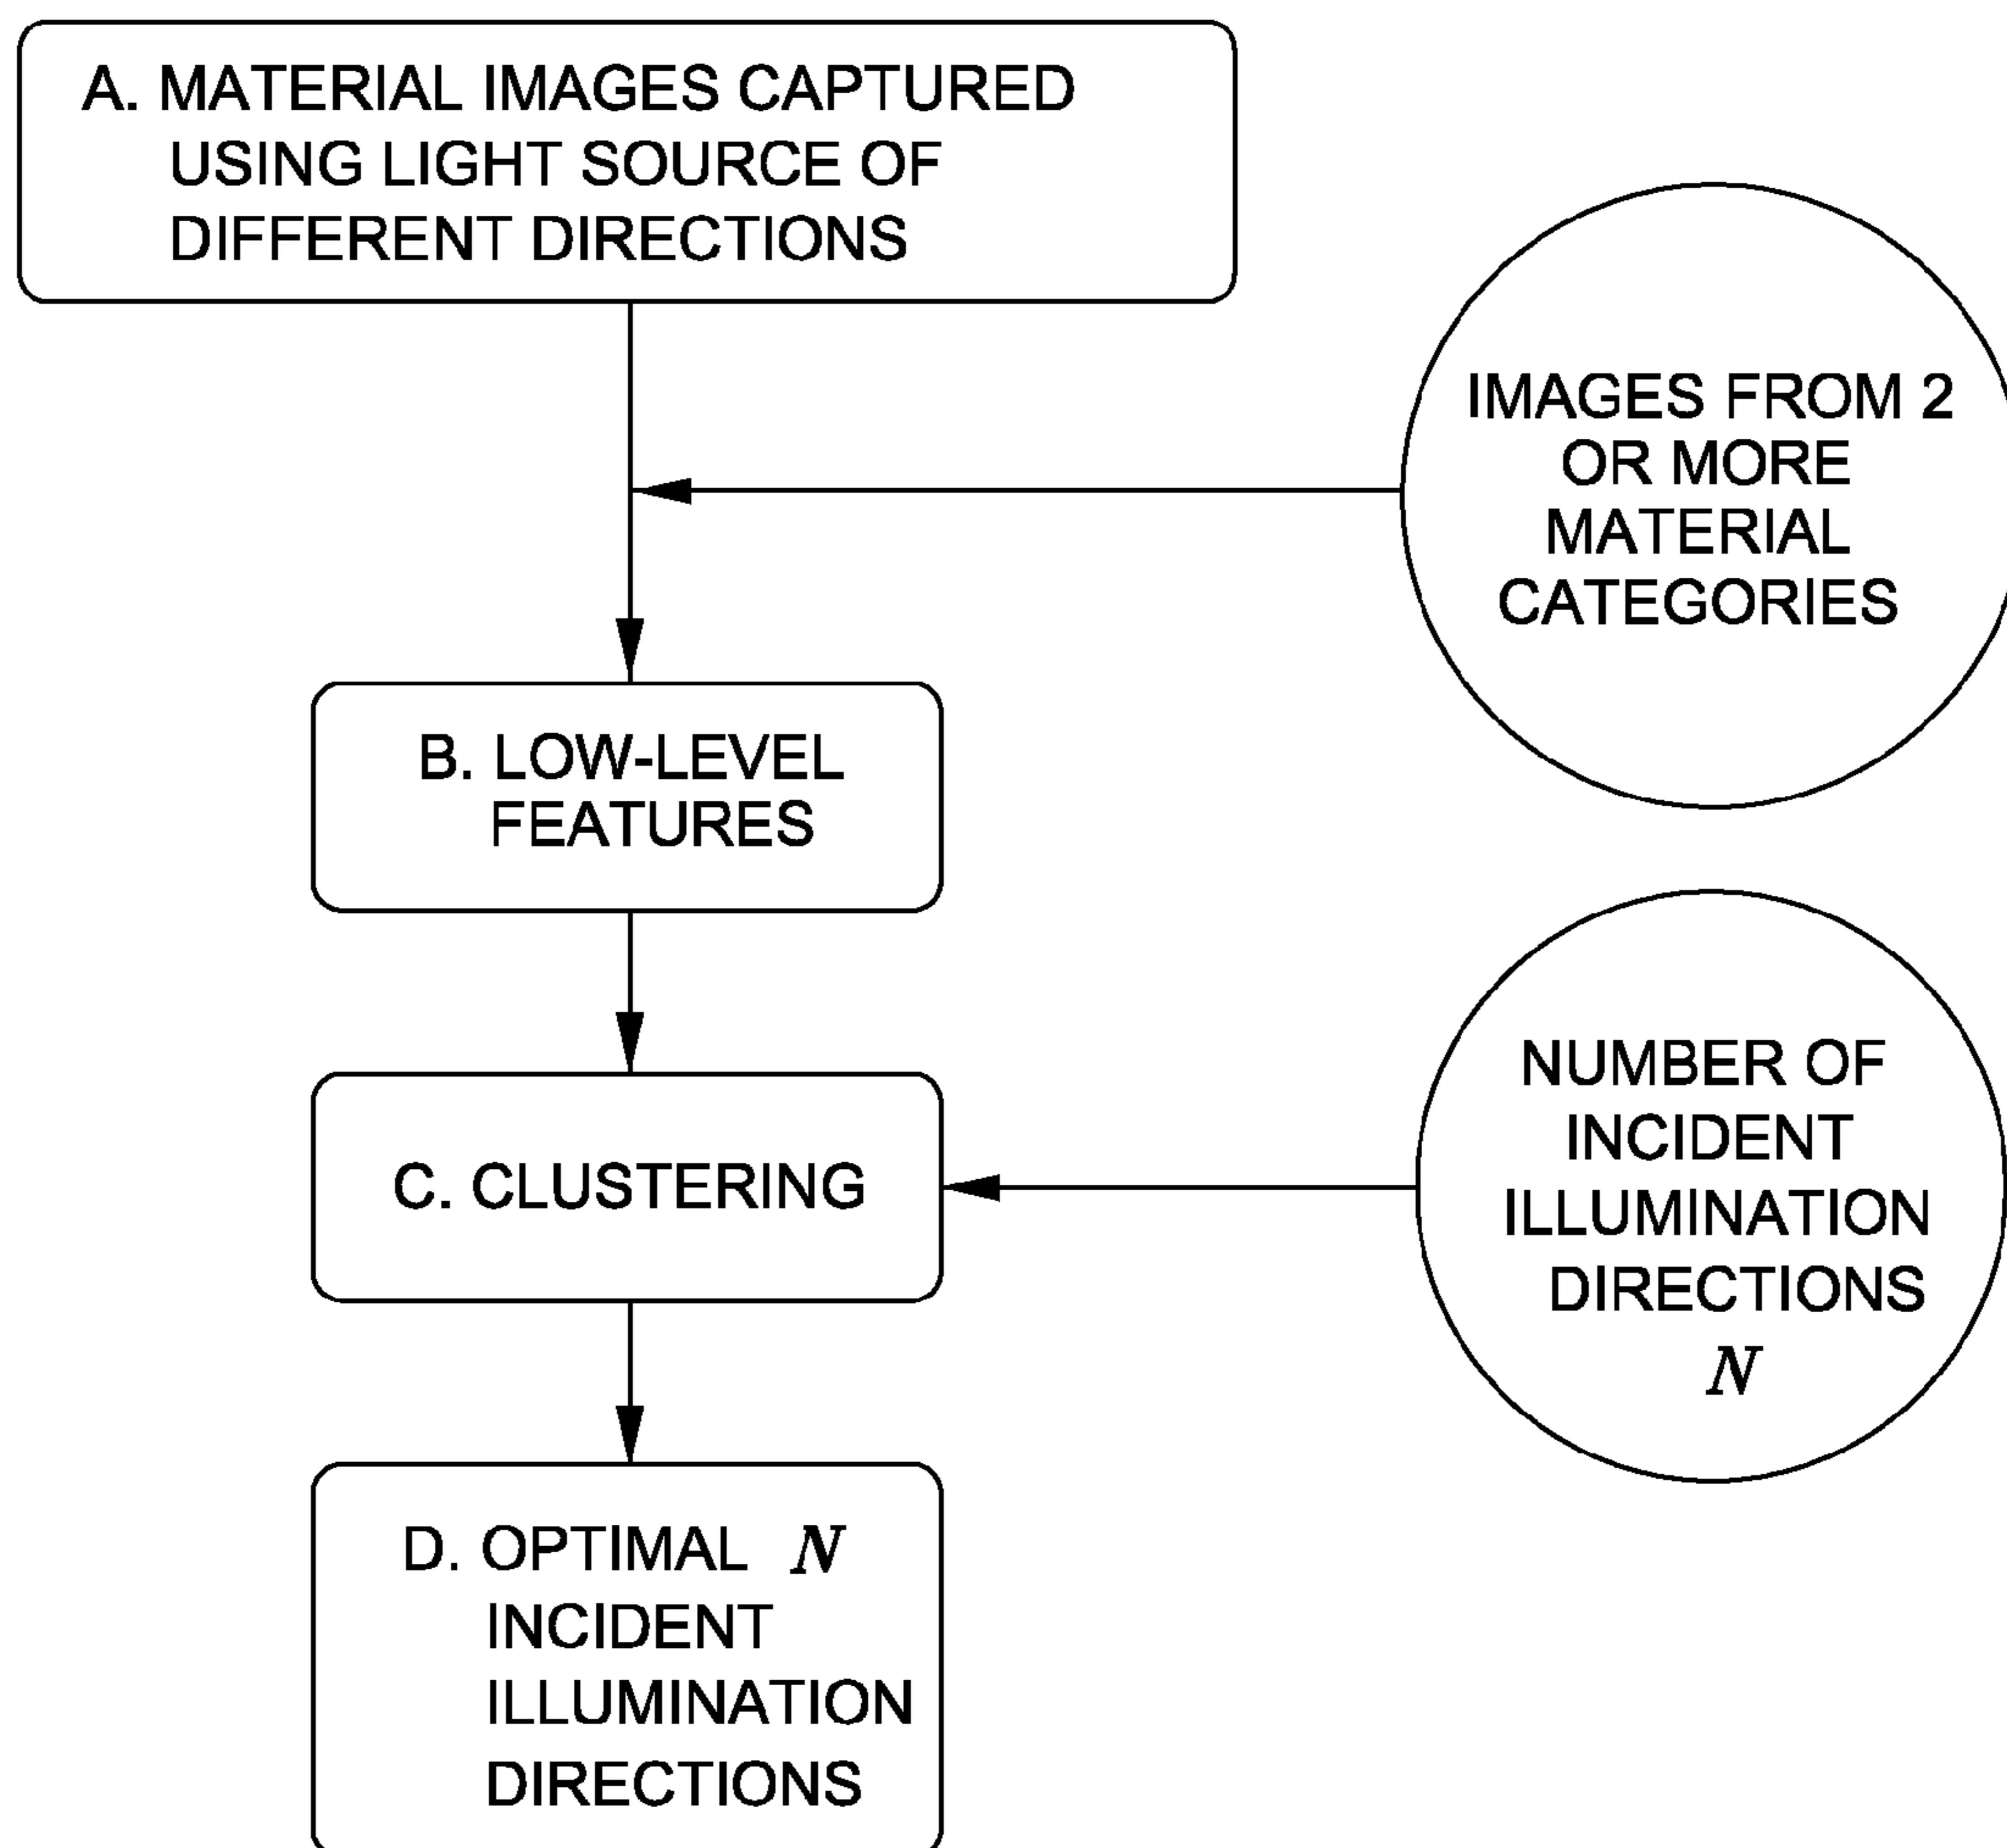 A. MATERIAL IMAGES CAPTURED
USING LIGHT SOURCE OF
DIFFERENT DIRECTIONS
IMAGES FROM 2
OR MORE
MATERIAL
CATEGORIES
B. LOW-LEVEL
FEATURES
NUMBER OF
INCIDENT
ILLUMINATION
DIRECTIONS
N
C. CLUSTERING
D. OPTIMAL N
INCIDENT
ILLUMINATION
DIRECTIONS